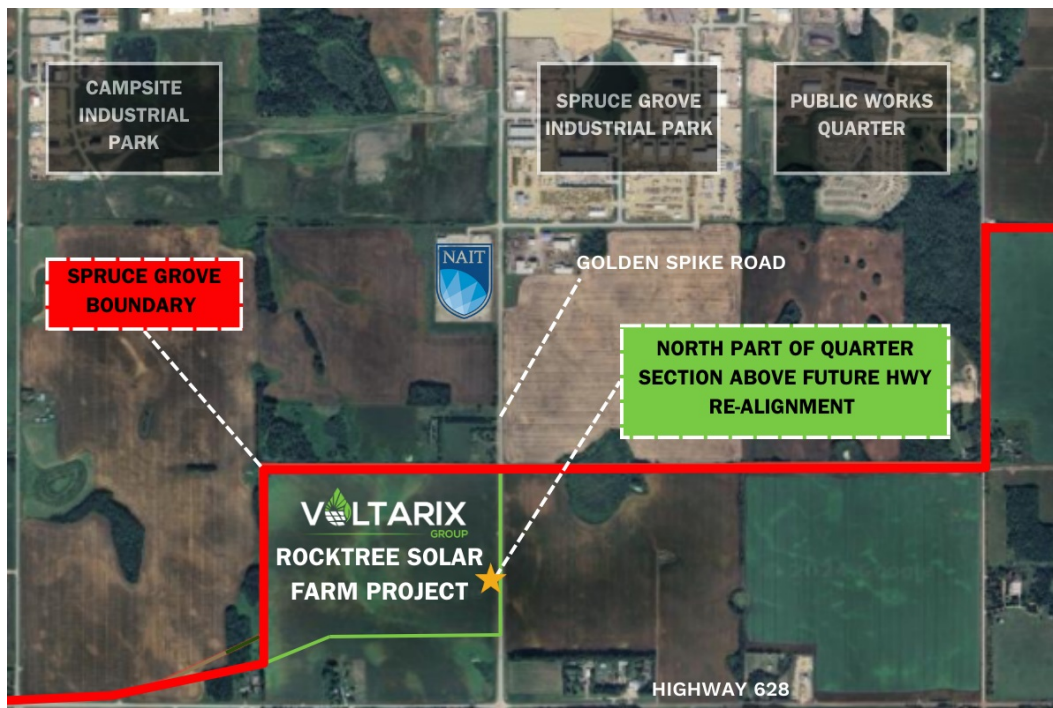 CAMPSITE
INDUSTRIAL
PARK
SPRUCE GROVE
INDUSTRIAL PARK
PUBLIC WORKS
QUARTER
NAIT
GOLDEN SPIKE ROAD
SPRUCE GROVE
BOUNDARY
NORTH PART OF QUARTER
SECTION ABOVE FUTURE HWY
RE-ALIGNMENT
VOLTARIX
GROUP
ROCKTREE SOLAR
FARM PROJECT
HIGHWAY 628